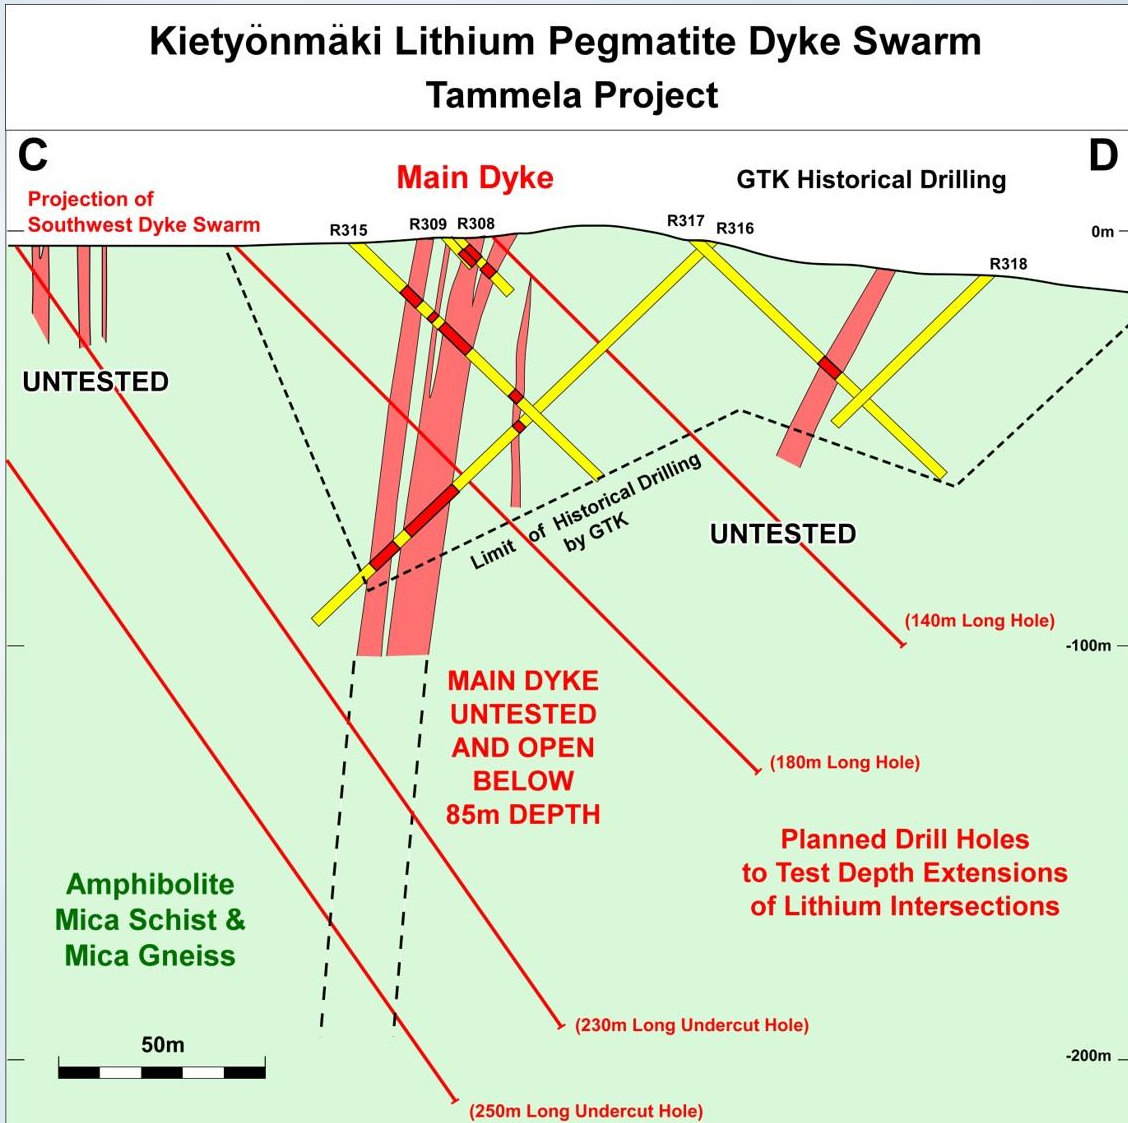 Kietyönmäki Lithium Pegmatite Dyke Swarm
Tammela Project
C
D
Projection of
Southwest Dyke Swarm
Main Dyke
GTK Historical Drilling
R315
R309
R308
R317
R316
R318
0m
UNTESTED
Limit of Historical Drilling
by GTK
UNTESTED
(140m Long Hole)
-100m
MAIN DYKE
UNTESTED
AND OPEN
BELOW
85m DEPTH
(180m Long Hole)
Planned Drill Holes
to Test Depth Extensions
of Lithium Intersections
Amphibolite
Mica Schist &
Mica Gneiss
(230m Long Undercut Hole)
50m
-200m
(250m Long Undercut Hole)